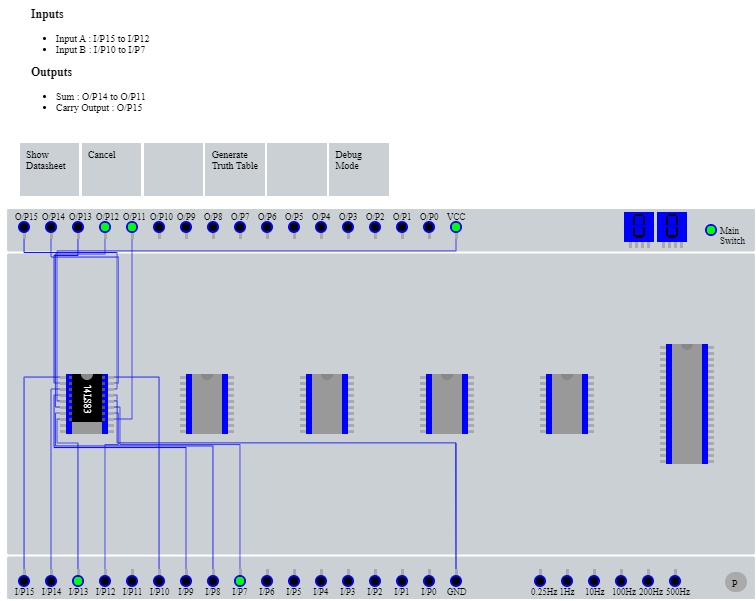 Inputs
Input A : I/P15 to I/P12
Input B : I/P10 to I/P7
Outputs
Sum : O/P14 to O/P11
Carry Output : O/P15
Show Datasheet
Cancel
Generate Truth Table
Debug Mode
O/P15 O/P14 O/P13 O/P12 O/P11 O/P10 O/P9 O/P8 O/P7 O/P6 O/P5 O/P4 O/P3 O/P2 O/P1 O/P0 VCC
0 0
Main
Switch
74LS83
I/P15 I/P14 I/P13 I/P12 I/P11 I/P10 I/P9 I/P8 I/P7 I/P6 I/P5 I/P4 I/P3 I/P2 I/P1 I/P0 GND
0.25Hz 1Hz 10Hz 100Hz 200Hz 500Hz
P